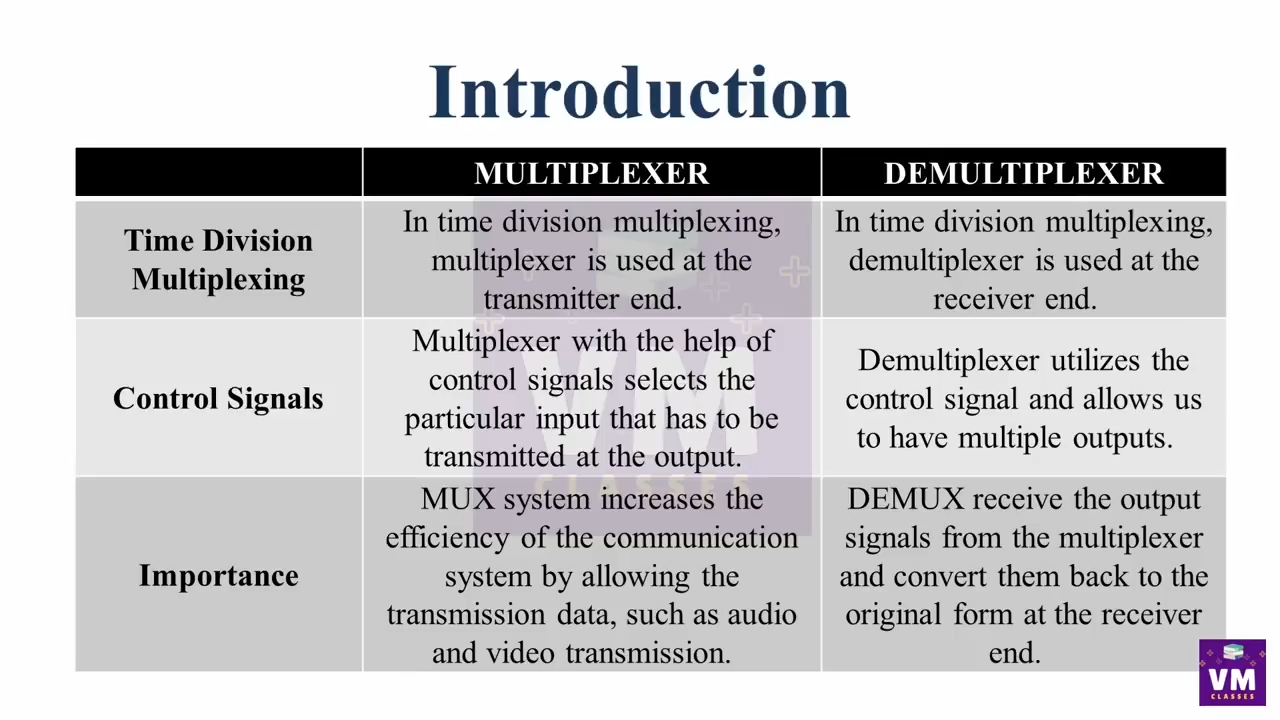 Introduction
MULTIPLEXER
DEMULTIPLEXER
Time Division
Multiplexing
In time division multiplexing,
multiplexer is used at the
transmitter end.
In time division multiplexing,
demultiplexer is used at the
receiver end.
Control Signals
Multiplexer with the help of
control signals selects the
particular input that has to be
transmitted at the output.
Demultiplexer utilizes the
control signal and allows us
to have multiple outputs.
Importance
MUX system increases the
efficiency of the communication
system by allowing the
transmission data, such as audio
and video transmission.
DEMUX receive the output
signals from the multiplexer
and convert them back to the
original form at the receiver
end.
VM
CLASSES
VM
CLASSES